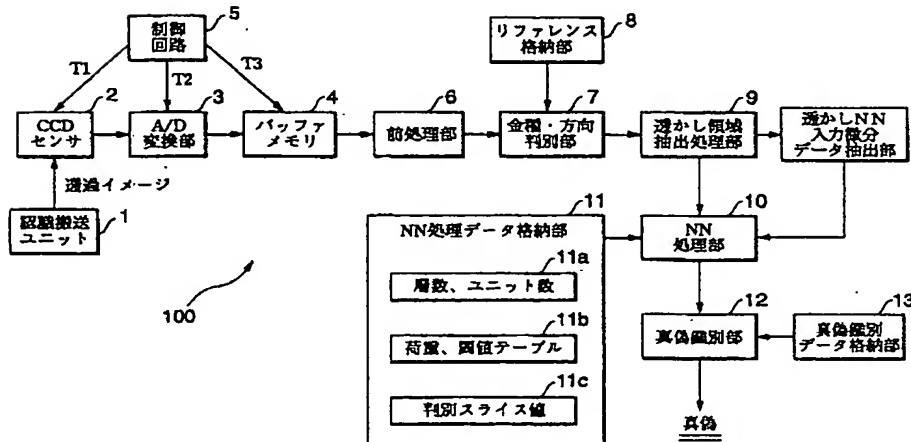 5
制御
回路
T1
T2
T3
8
リファレンス
格納部
2
CCD
センサ
3
A/D
変換部
4
バッファ
メモリ
6
前処理部
7
金種・方向
判別部
9
透かし領域
抽出処理部
透かしNN
入力微分
データ抽出部
透過イメージ
1
認識搬送
ユニット
11
NN処理データ格納部
11a
層数、ユニット数
11b
荷重、閾値テーブル
11c
判別スライス値
10
NN
処理部
12
真偽鑑別部
13
真偽鑑別
データ格納部
真偽
100